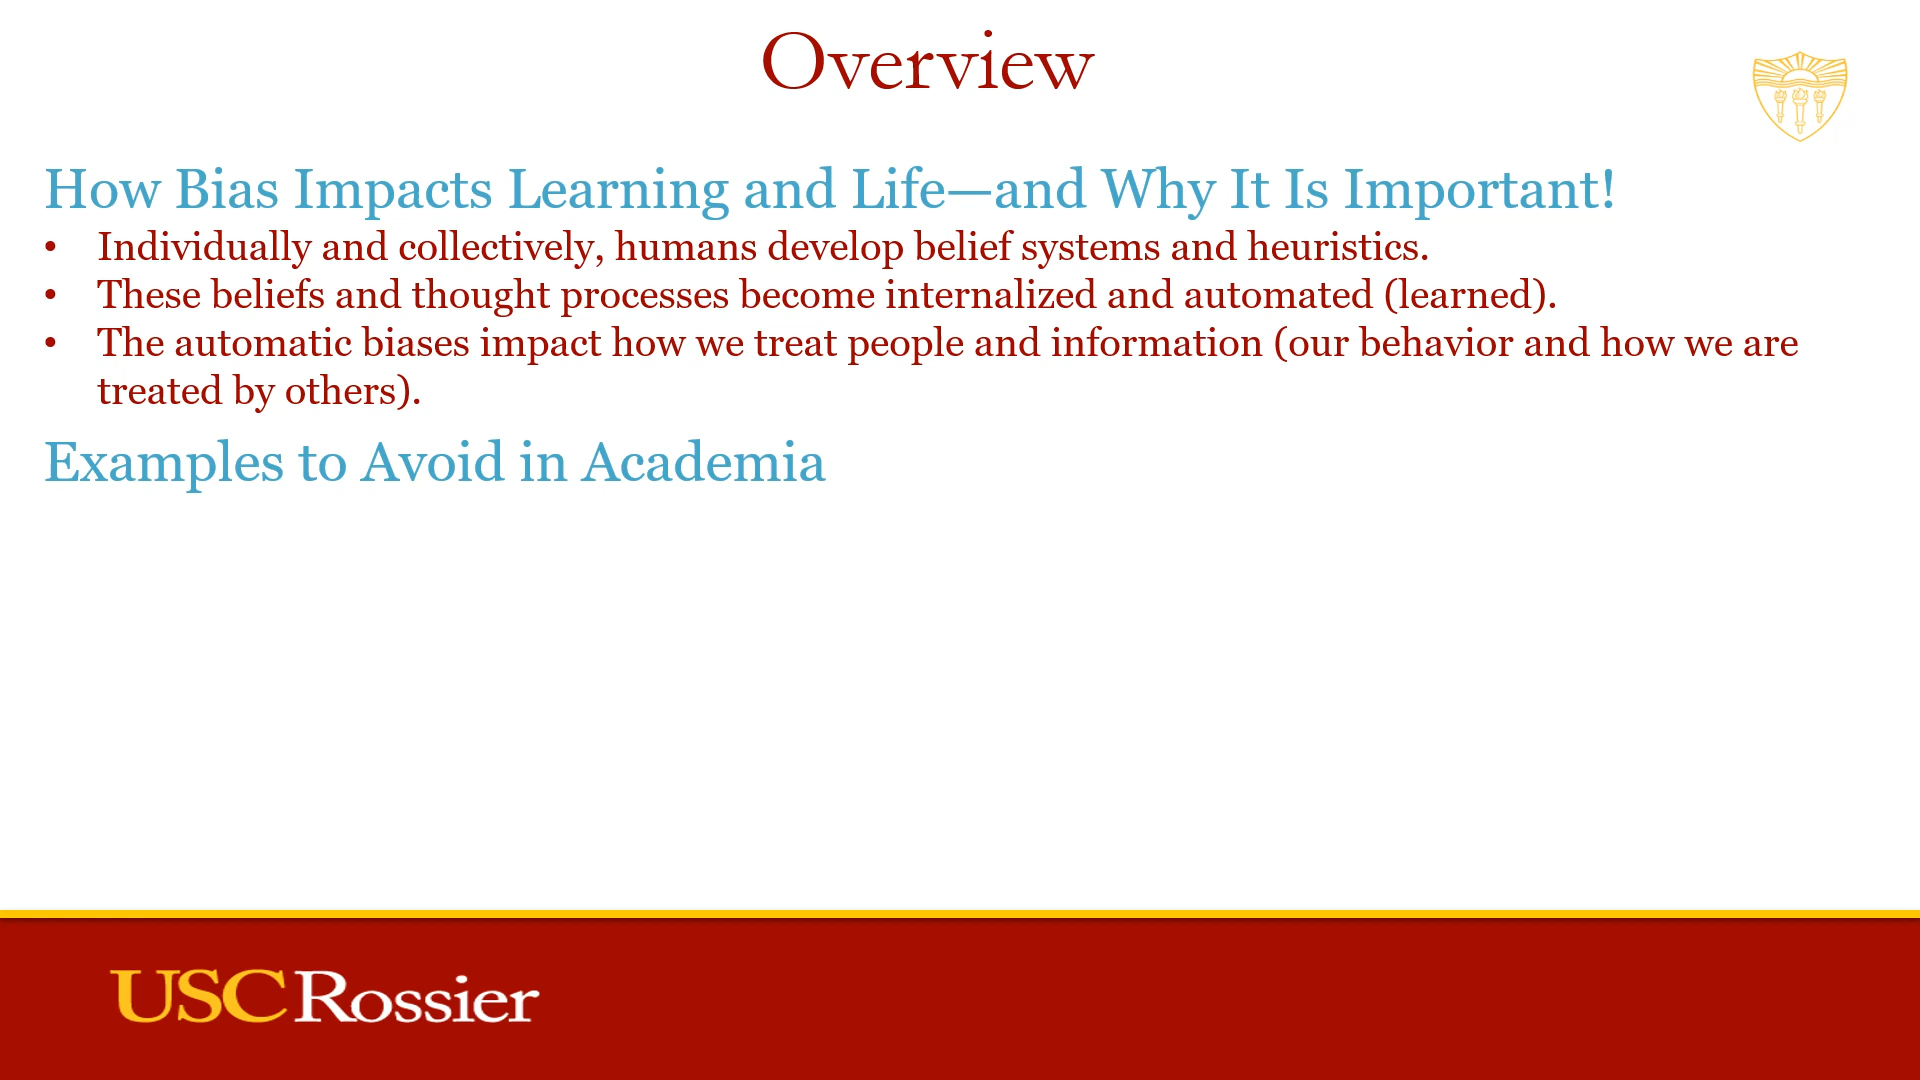 Overview
How Bias Impacts Learning and Life—and Why It Is Important!
• Individually and collectively, humans develop belief systems and heuristics.
• These beliefs and thought processes become internalized and automated (learned).
• The automatic biases impact how we treat people and information (our behavior and how we are
treated by others).
Examples to Avoid in Academia
USC Rossier